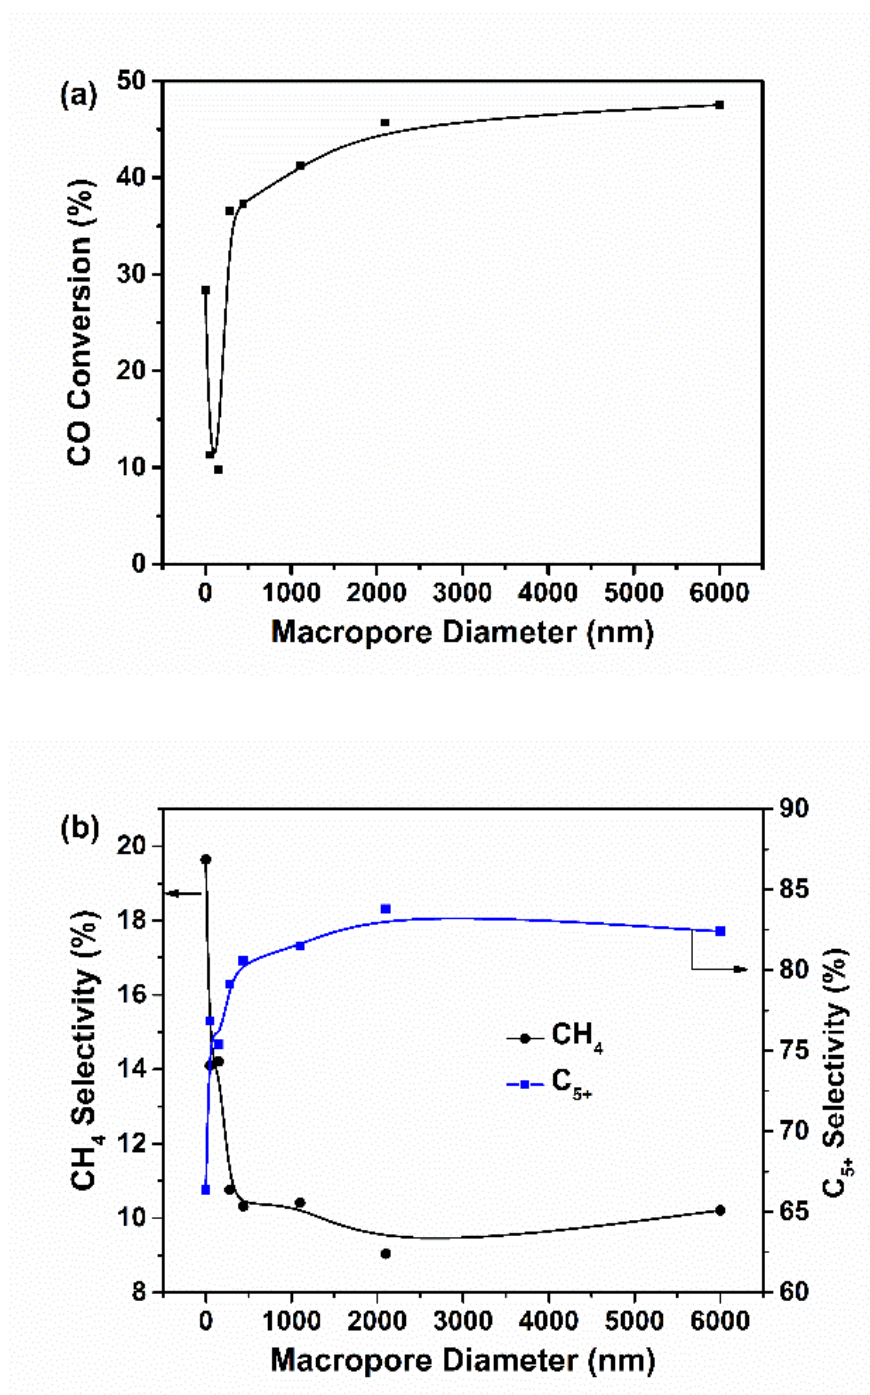 (a)
50
40
30
20
10
0
CO Conversion (%)
0 1000 2000 3000 4000 5000 6000
Macropore Diameter (nm)
(b)
20
18
16
14
12
10
8
CH₄ Selectivity (%)
90
85
80
75
70
65
60
C₅₊ Selectivity (%)
CH₄
C₅₊
0 1000 2000 3000 4000 5000 6000
Macropore Diameter (nm)